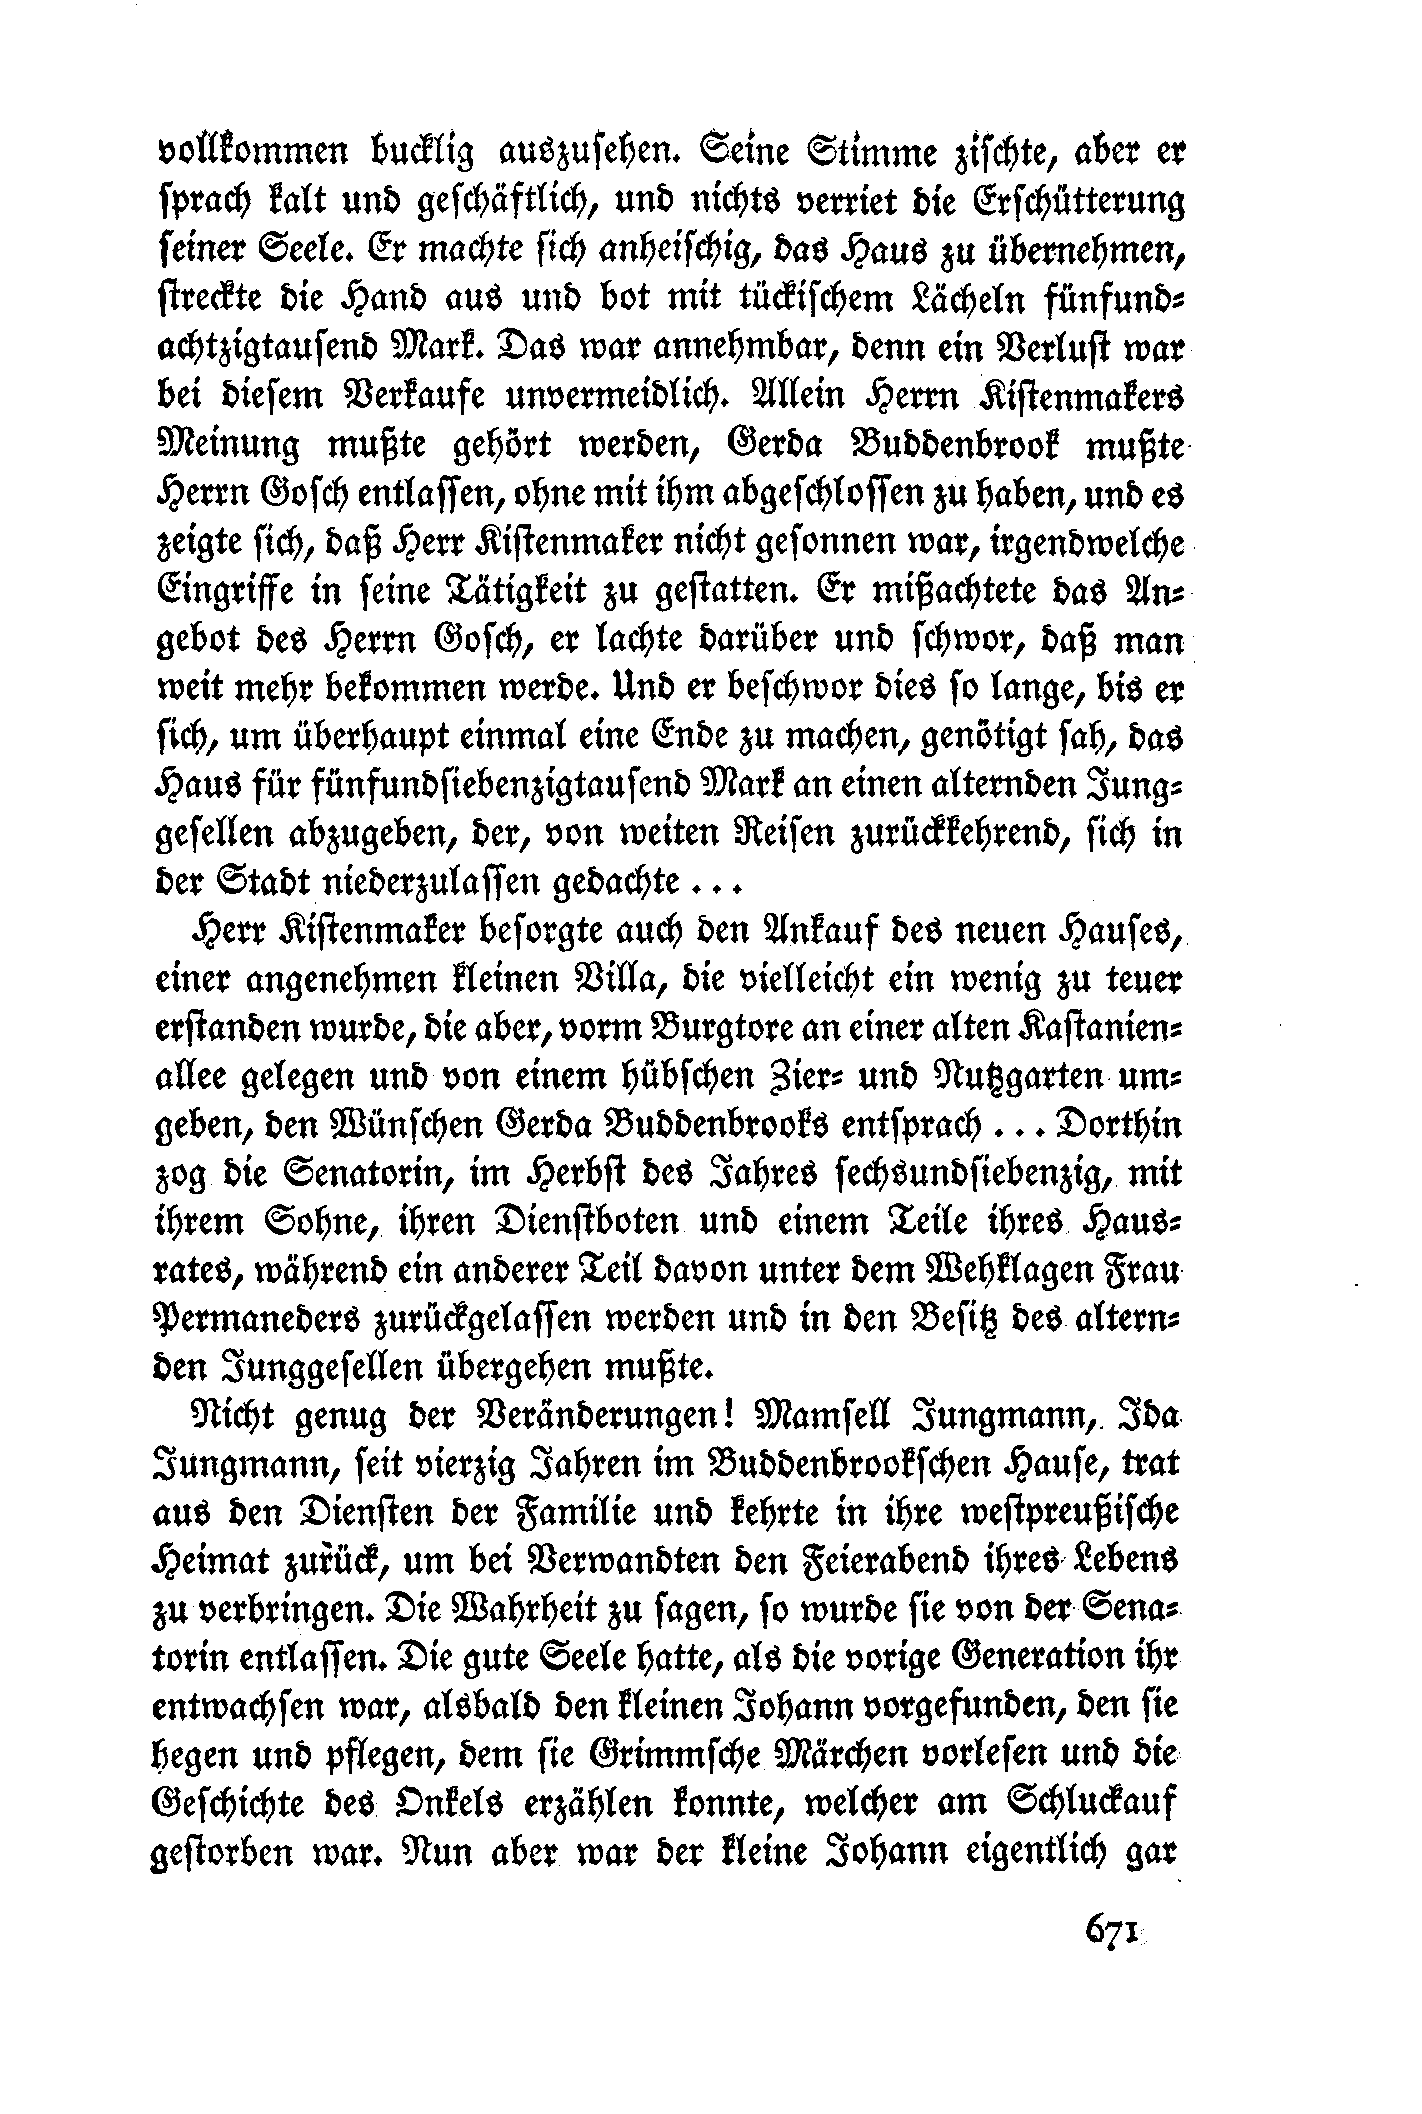 vollkommen bucklig auszusehen. Seine Stimme zischte, aber er
sprach kalt und geschäftlich, und nichts verriet die Erschütterung
seiner Seele. Er machte sich anheischig, das Haus zu übernehmen,
streckte die Hand aus und bot mit tückischem Lächeln fünfund-
achtzigtausend Mark. Das war annehmbar, denn ein Verlust war
bei diesem Verkaufe unvermeidlich. Allein Herrn Kistenmakers
Meinung mußte gehört werden, Gerda Buddenbrook mußte
Herrn Gosch entlassen, ohne mit ihm abgeschlossen zu haben, und es
zeigte sich, daß Herr Kistenmaker nicht gesonnen war, irgendwelche
Eingriffe in seine Tätigkeit zu gestatten. Er mißachtete das An-
gebot des Herrn Gosch, er lachte darüber und schwor, daß man
weit mehr bekommen werde. Und er beschwor dies so lange, bis er
sich, um überhaupt einmal eine Ende zu machen, genötigt sah, das
Haus für fünfundsiebenzigtausend Mark an einen alternden Jung-
gesellen abzugeben, der, von weiten Reisen zurückkehrend, sich in
der Stadt niederzulassen gedachte ...
Herr Kistenmaker besorgte auch den Ankauf des neuen Hauses,
einer angenehmen kleinen Villa, die vielleicht ein wenig zu teuer
erstanden wurde, die aber, vorm Burgtore an einer alten Kastanien-
allee gelegen und von einem hübschen Zier- und Nutzgarten um-
geben, den Wünschen Gerda Buddenbrooks entsprach ... Dorthin
zog die Senatorin, im Herbst des Jahres sechsundsiebenzig, mit
ihrem Sohne, ihren Dienstboten und einem Teile ihres Haus-
rates, während ein anderer Teil davon unter dem Wehklagen Frau
Permaneders zurückgelassen werden und in den Besitz des altern-
den Junggesellen übergehen mußte.
Nicht genug der Veränderungen! Mamsell Jungmann, Ida
Jungmann, seit vierzig Jahren im Buddenbrookschen Hause, trat
aus den Diensten der Familie und kehrte in ihre westpreußische
Heimat zurück, um bei Verwandten den Feierabend ihres Lebens
zu verbringen. Die Wahrheit zu sagen, so wurde sie von der Sena-
torin entlassen. Die gute Seele hatte, als die vorige Generation ihr
entwachsen war, alsbald den kleinen Johann vorgefunden, den sie
hegen und pflegen, dem sie Grimmsche Märchen vorlesen und die
Geschichte des Onkels erzählen konnte, welcher am Schluckauf
gestorben war. Nun aber war der kleine Johann eigentlich gar
671